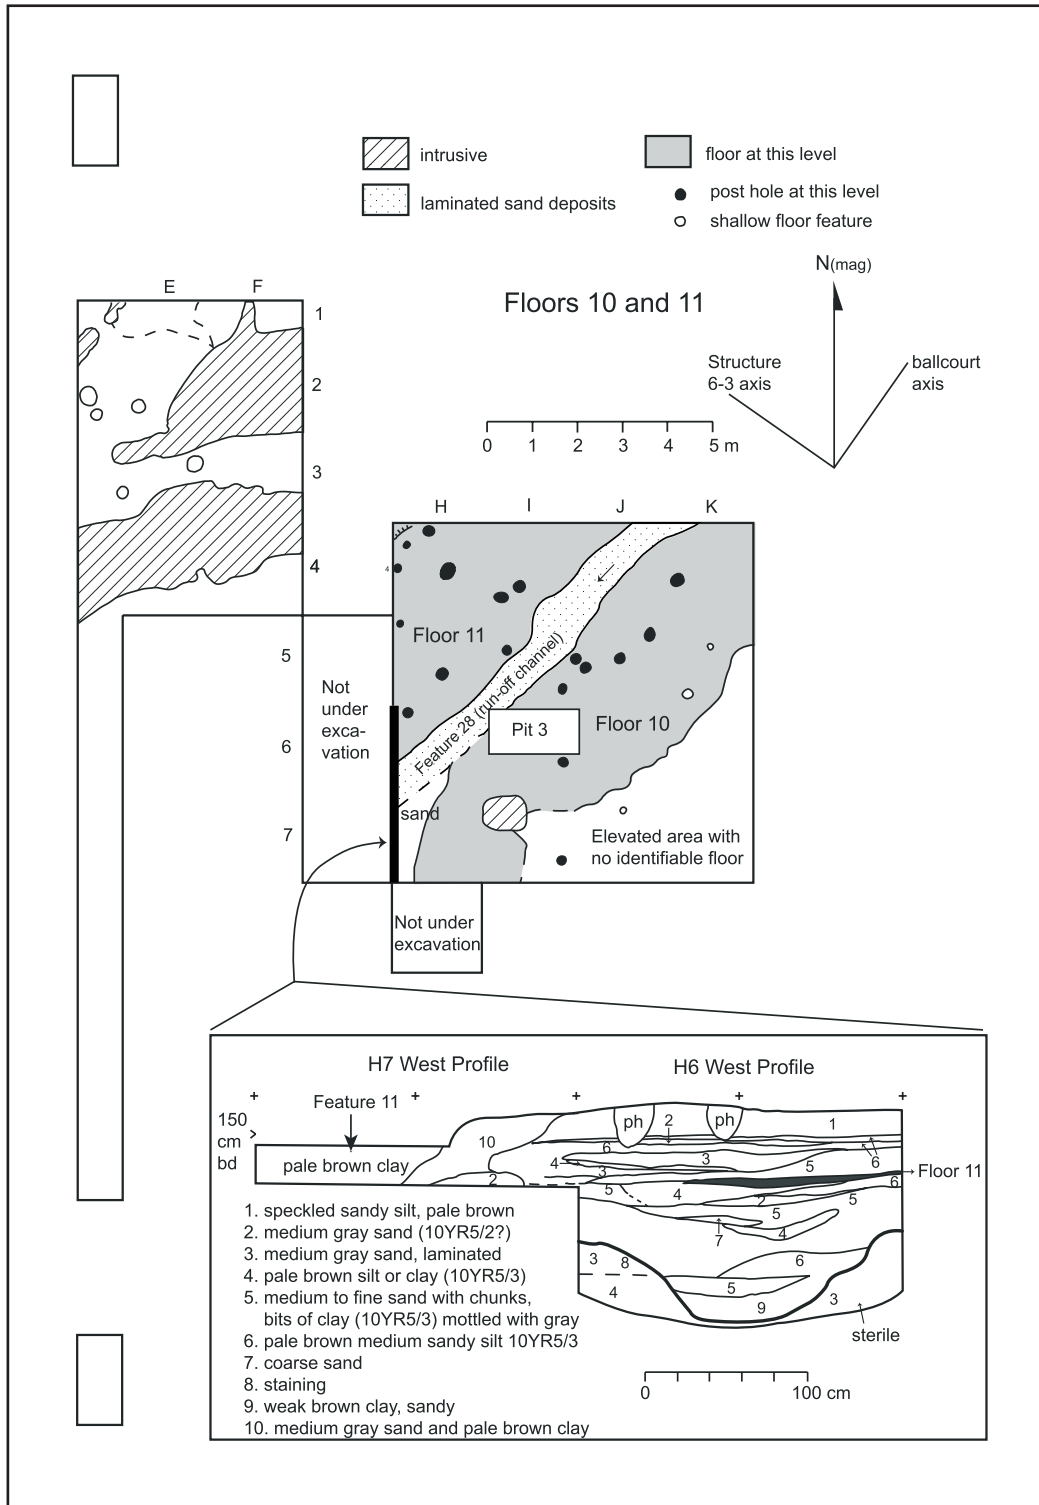 intrusive
floor at this level
laminated sand deposits
post hole at this level
shallow floor feature
N(mag)
E F
Floors 10 and 11
1
Structure
6-3 axis
ballcourt
axis
2
0 1 2 3 4 5 m
3
H I J K
4
4
Floor 11
5
Not
under
exca-
vation
Feature 28 (run-off channel)
Pit 3
Floor 10
6
sand
7
Elevated area with
no identifiable floor
Not under
excavation
H7 West Profile
H6 West Profile
+ + + + +
Feature 11
150
cm
bd
ph 2 ph 1
10
6
pale brown clay
4 3 3 5 6
Floor 11
2 5 4 2 5 6
5
7 4
3 8 6
4 5 9 3
sterile
1. speckled sandy silt, pale brown
2. medium gray sand (10YR5/2?)
3. medium gray sand, laminated
4. pale brown silt or clay (10YR5/3)
5. medium to fine sand with chunks,
bits of clay (10YR5/3) mottled with gray
6. pale brown medium sandy silt 10YR5/3
7. coarse sand
8. staining
9. weak brown clay, sandy
10. medium gray sand and pale brown clay
0 100 cm